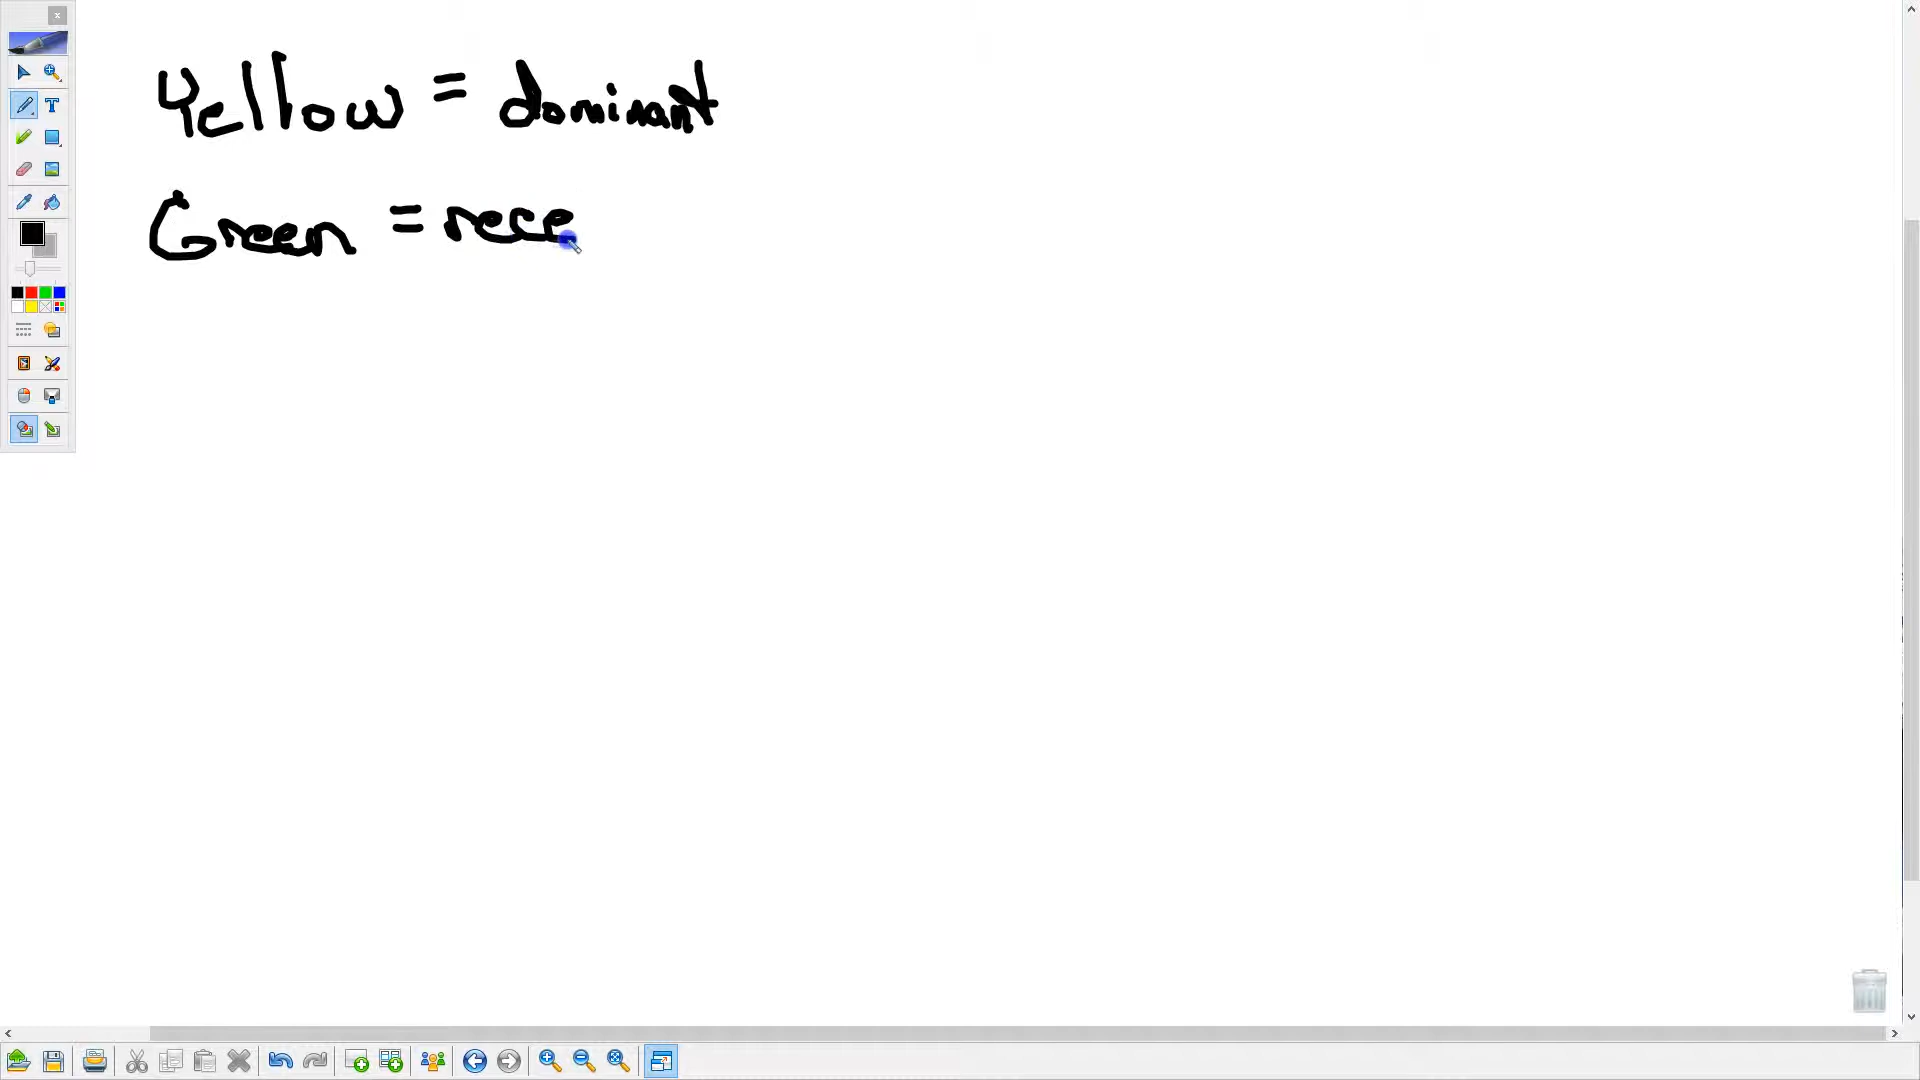 Yellow = dominant
Green = rece